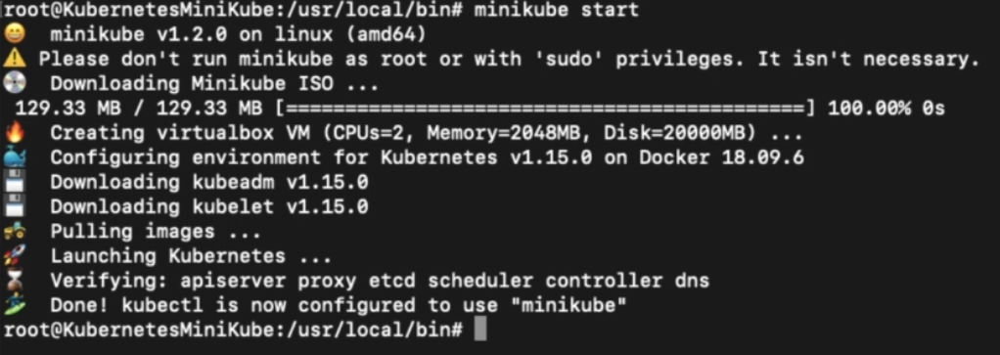 root@KubernetesMiniKube:/usr/local/bin# minikube start
😄 minikube v1.2.0 on linux (amd64)
⚠️ Please don't run minikube as root or with 'sudo' privileges. It isn't necessary.
💿 Downloading Minikube ISO ...
129.33 MB / 129.33 MB [============================================] 100.00% 0s
🔥 Creating virtualbox VM (CPUs=2, Memory=2048MB, Disk=20000MB) ...
🐳 Configuring environment for Kubernetes v1.15.0 on Docker 18.09.6
💾 Downloading kubeadm v1.15.0
💾 Downloading kubelet v1.15.0
🚜 Pulling images ...
🚀 Launching Kubernetes ...
⌛ Verifying: apiserver proxy etcd scheduler controller dns
🏄 Done! kubectl is now configured to use "minikube"
root@KubernetesMiniKube:/usr/local/bin#